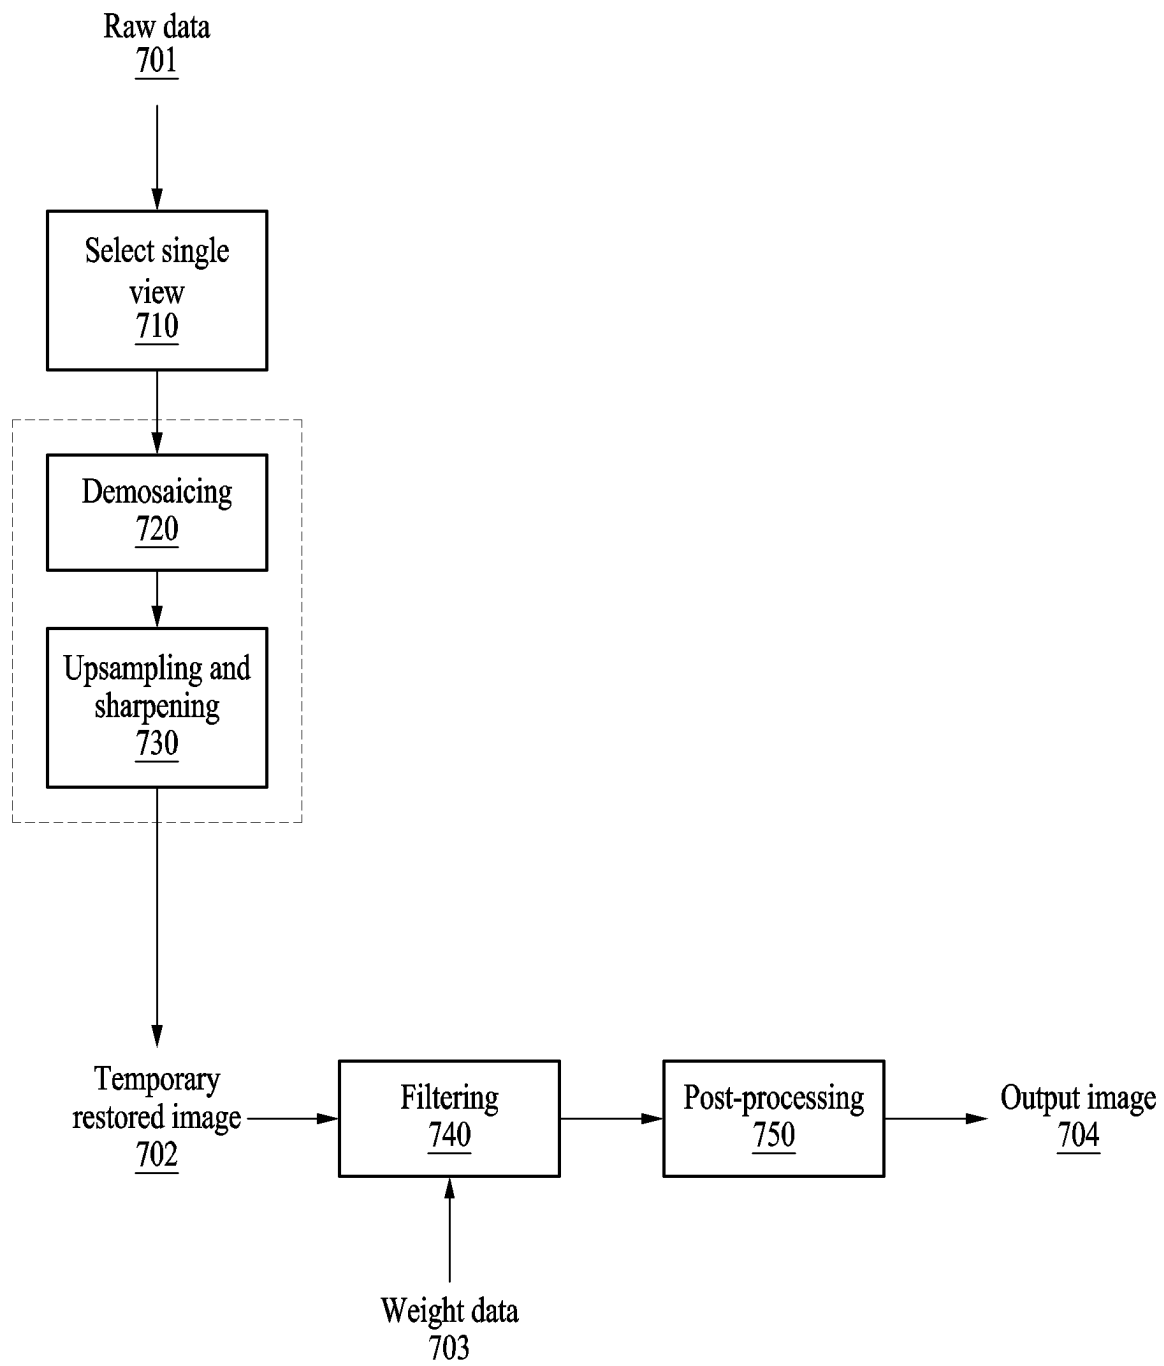 Raw data
701
Select single
view
710
Demosaicing
720
Upsampling and
sharpening
730
Temporary
restored image
702
Filtering
740
Post-processing
750
Output image
704
Weight data
703